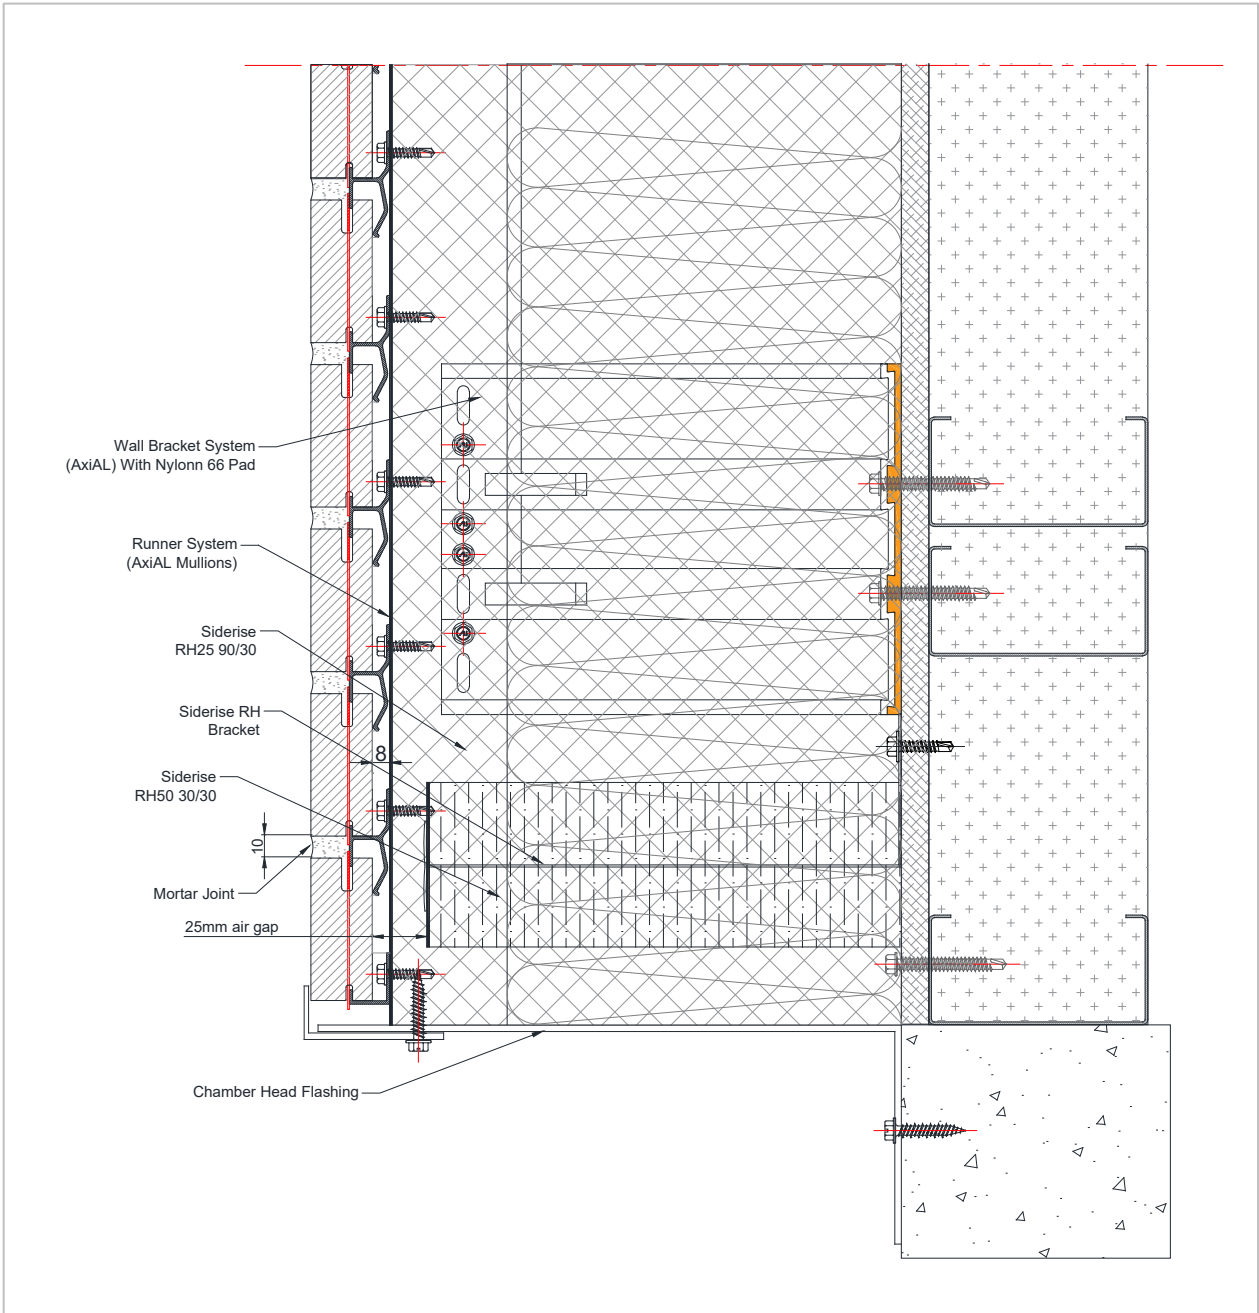 Wall Bracket System
(AxiAL) With Nylonn 66 Pad
Runner System
(AxiAL Mullions)
Siderise
RH25 90/30
Siderise RH
Bracket
8
Siderise
RH50 30/30
10
Mortar Joint
25mm air gap
Chamber Head Flashing